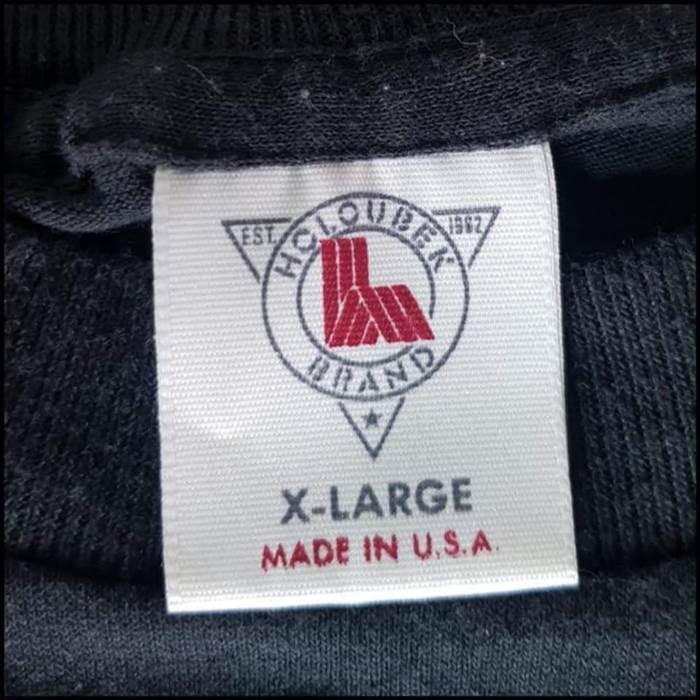 EST. 1962
HOLOUBEK
BRAND
X-LARGE
MADE IN U.S.A.